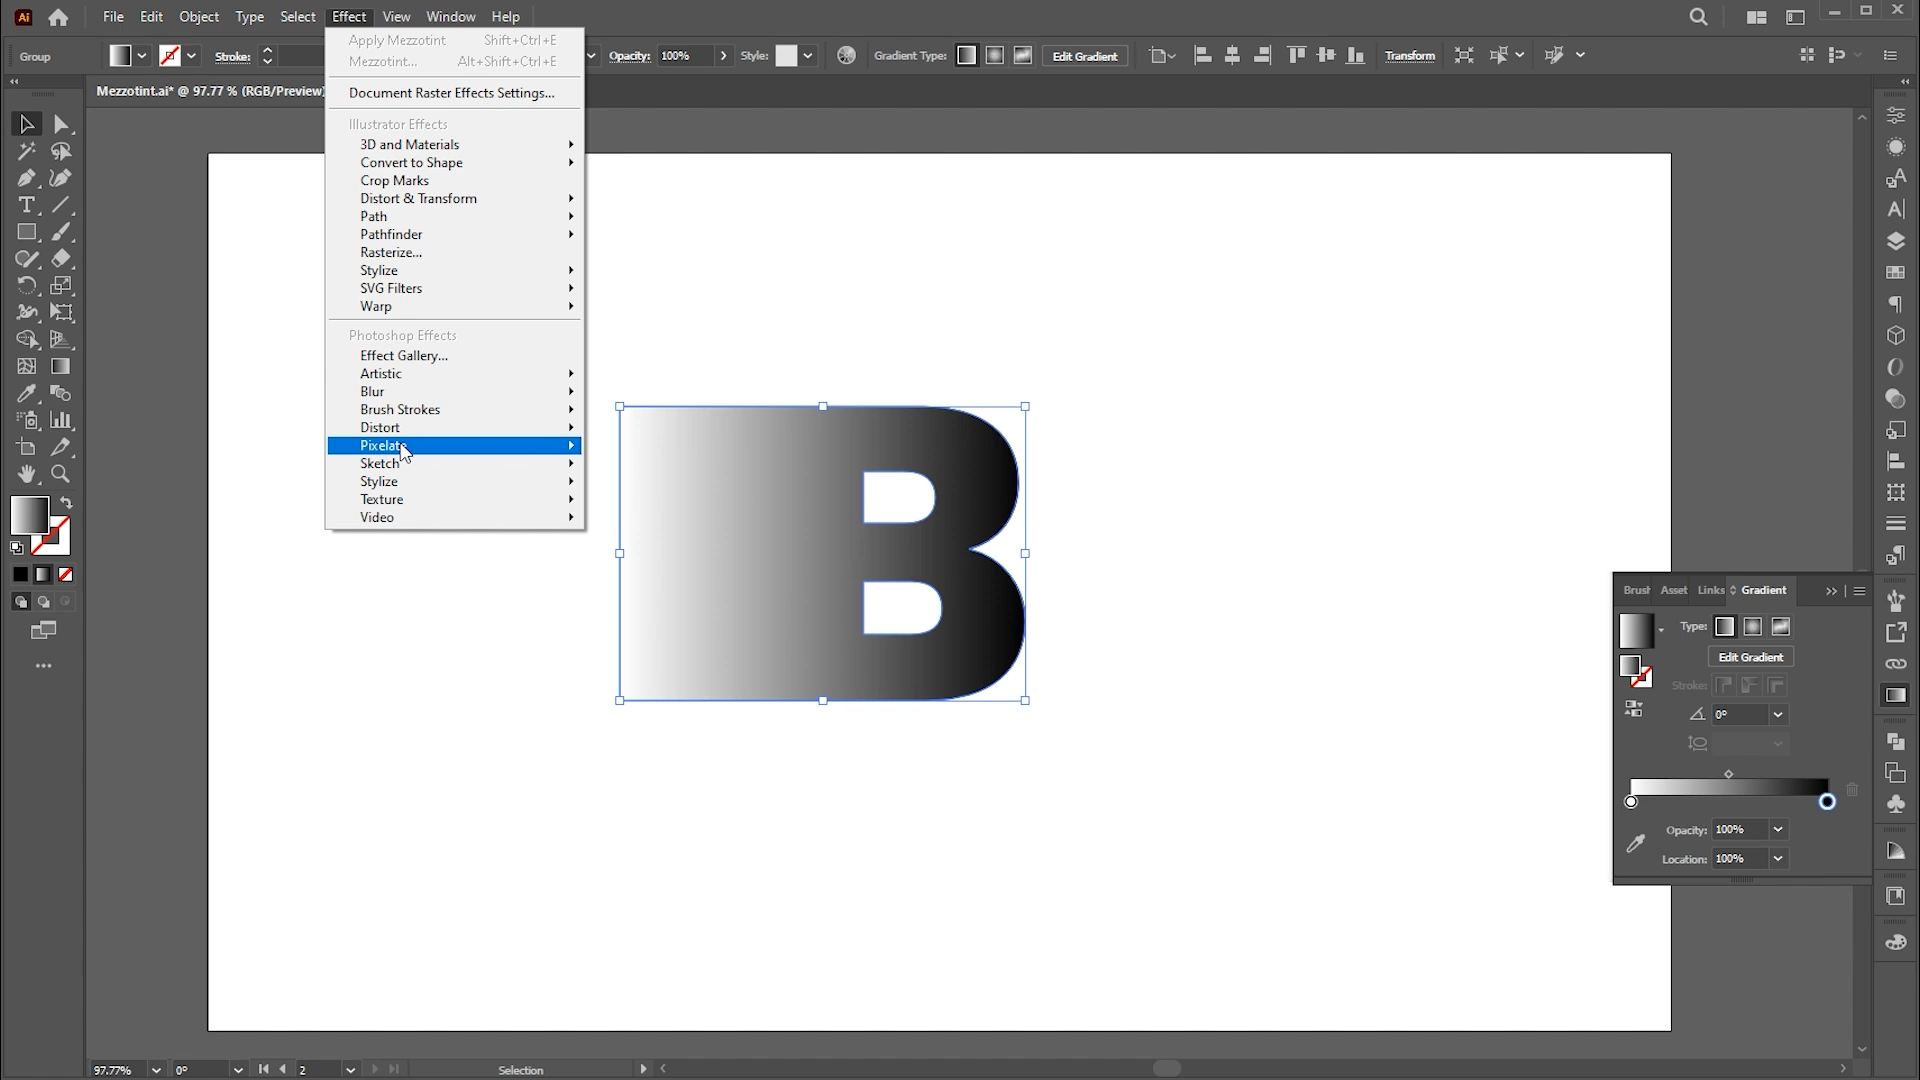 Ai File Edit Object Type Select Effect View Window Help
Group Stroke: Opacity: 100% Style: Gradient Type: Edit Gradient Transform
Mezzotint.ai* @ 97.77 % (RGB/Preview)
Apply Mezzotint Shift+Ctrl+E
Mezzotint... Alt+Shift+Ctrl+E
Document Raster Effects Settings...
Illustrator Effects
3D and Materials
Convert to Shape
Crop Marks
Distort & Transform
Path
Pathfinder
Rasterize...
Stylize
SVG Filters
Warp
Photoshop Effects
Effect Gallery...
Artistic
Blur
Brush Strokes
Distort
Pixelate
Sketch
Stylize
Texture
Video
B
Brush Asset Links Gradient
Type:
Edit Gradient
Stroke:
0°
Opacity: 100%
Location: 100%
97.77% 0° 2 Selection